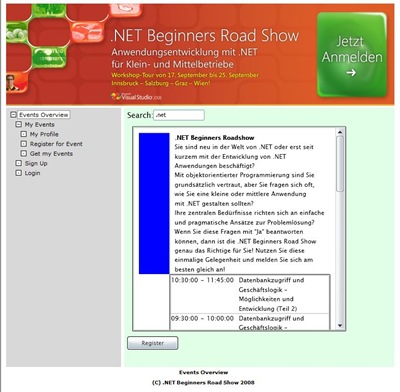 .NET Beginners Road Show
Anwendungsentwicklung mit .NET
für Klein- und Mittelbetriebe
Workshop-Tour von 17. September bis 25. September
Innsbruck – Salzburg – Graz – Wien!
Visual Studio 2008
Jetzt
Anmelden
Events Overview
My Events
My Profile
Register for Event
Get my Events
Sign Up
Login
Search: .net
.NET Beginners Roadshow
Sie sind neu in der Welt von .NET oder erst seit
kurzem mit der Entwicklung von .NET
Anwendungen beschäftigt?
Mit objektorientierter Programmierung sind Sie
grundsätzlich vertraut, aber Sie fragen sich oft,
wie Sie eine kleine oder mittlere Anwendung
mit .NET gestalten sollten?
Ihre zentralen Bedürfnisse richten sich an einfache
und pragmatische Ansätze zur Problemlösung?
Wenn Sie diese Fragen mit "Ja" beantworten
können, dann ist die .NET Beginners Road Show
genau das Richtige für Sie! Nutzen Sie diese
einmalige Gelegenheit und melden Sie sich am
besten gleich an!
10:30:00 - 11:45:00 Datenbankzugriff und
Geschäftslogik -
Möglichkeiten und
Entwicklung (Teil 2)
09:30:00 - 10:00:00 Datenbankzugriff und
Geschäftslogik -
Register
Events Overview
(C) .NET Beginners Road Show 2008